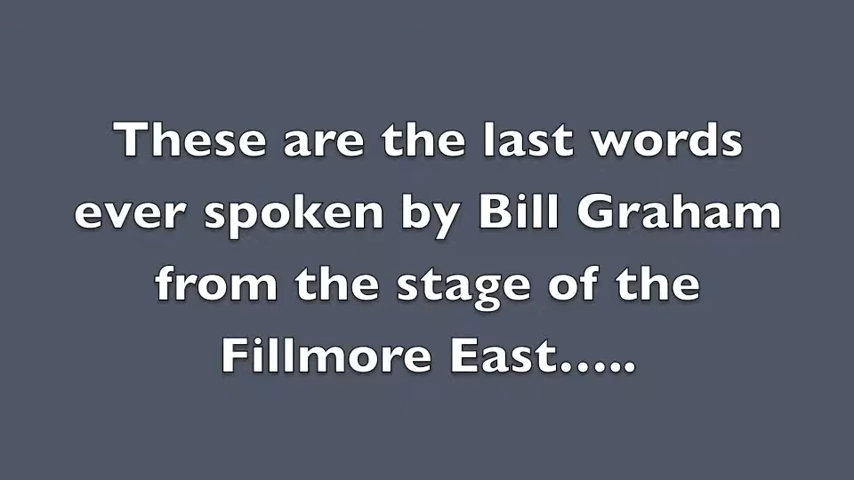 These are the last words
ever spoken by Bill Graham
from the stage of the
Fillmore East.....